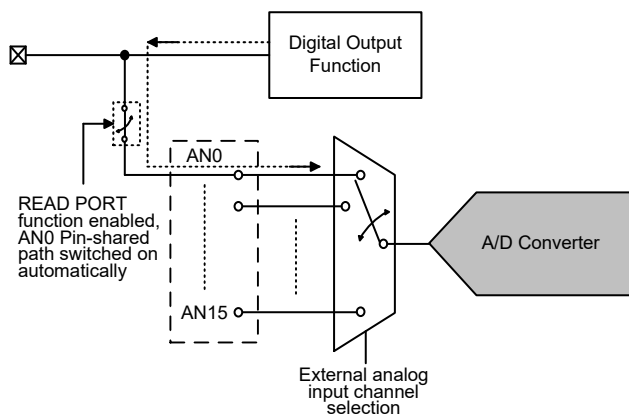 Digital Output
Function
AN0
READ PORT
function enabled,
AN0 Pin-shared
path switched on
automatically
A/D Converter
AN15
External analog
input channel
selection